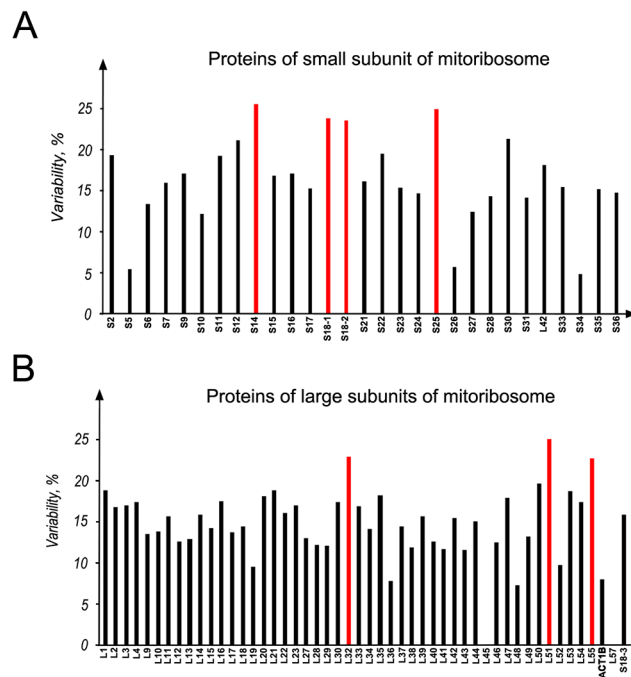 A
Proteins of small subunit of mitoribosome
Variability, %
25
20
15
10
5
0
S2 S5 S6 S7 S9 S10 S11 S12 S14 S15 S16 S17 S18-1 S18-2 S21 S22 S23 S24 S25 S26 S27 S28 S30 S31 L42 S33 S34 S35 S36
B
Proteins of large subunits of mitoribosome
Variability, %
25
20
15
10
5
0
L1 L2 L3 L4 L9 L10 L11 L12 L13 L14 L15 L16 L17 L18 L19 L20 L21 L22 L23 L27 L28 L29 L30 L32 L33 L34 L35 L36 L37 L38 L39 L40 L41 L42 L43 L44 L45 L46 L47 L48 L49 L50 L51 L52 L53 L54 L55 ACT1B L57 S18-3